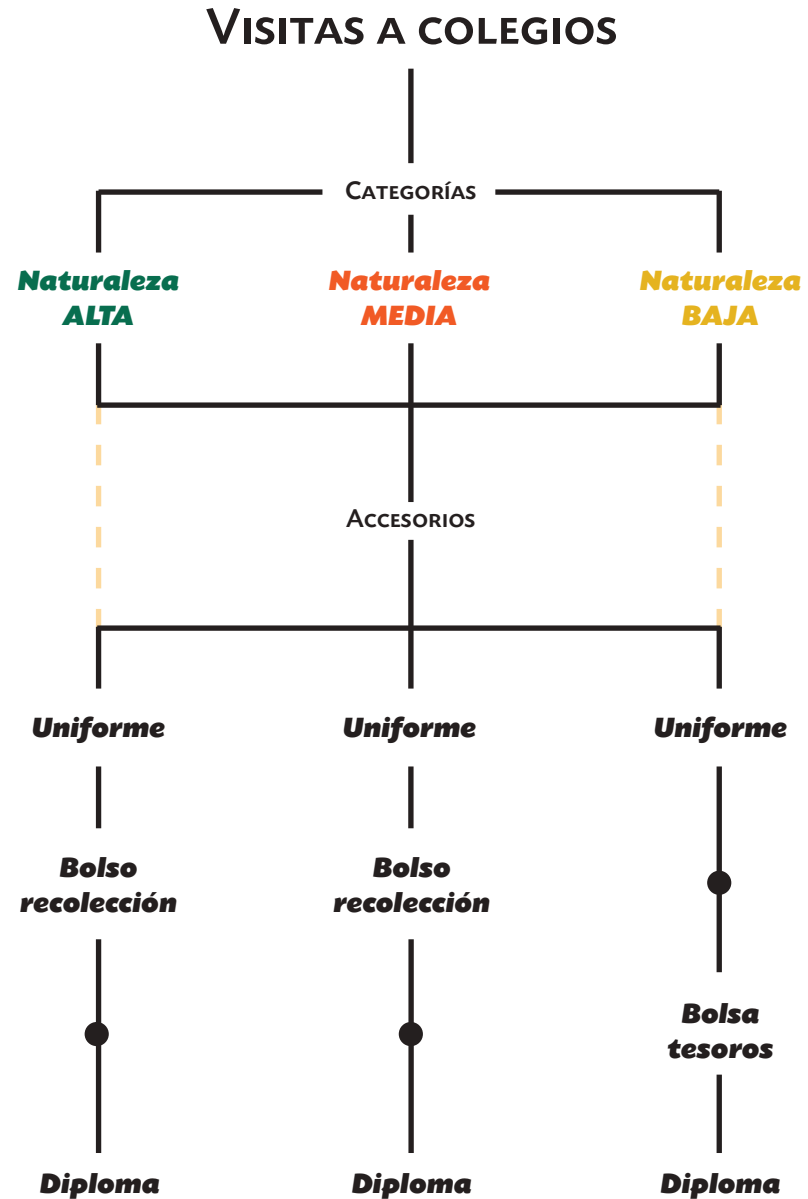 VISITAS A COLEGIOS
CATEGORÍAS
Naturaleza
ALTA
Naturaleza
MEDIA
Naturaleza
BAJA
ACCESORIOS
Uniforme
Uniforme
Uniforme
Bolso
recolección
Bolso
recolección
Bolsa
tesoros
Diploma
Diploma
Diploma